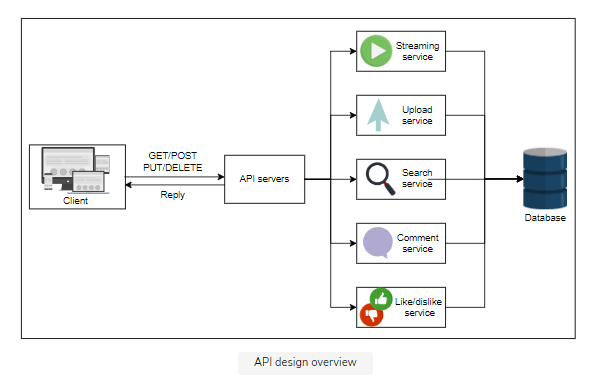 Streaming
service
Upload
service
GET/POST
PUT/DELETE
Reply
Client
API servers
Search
service
Database
Comment
service
Like/dislike
service
API design overview